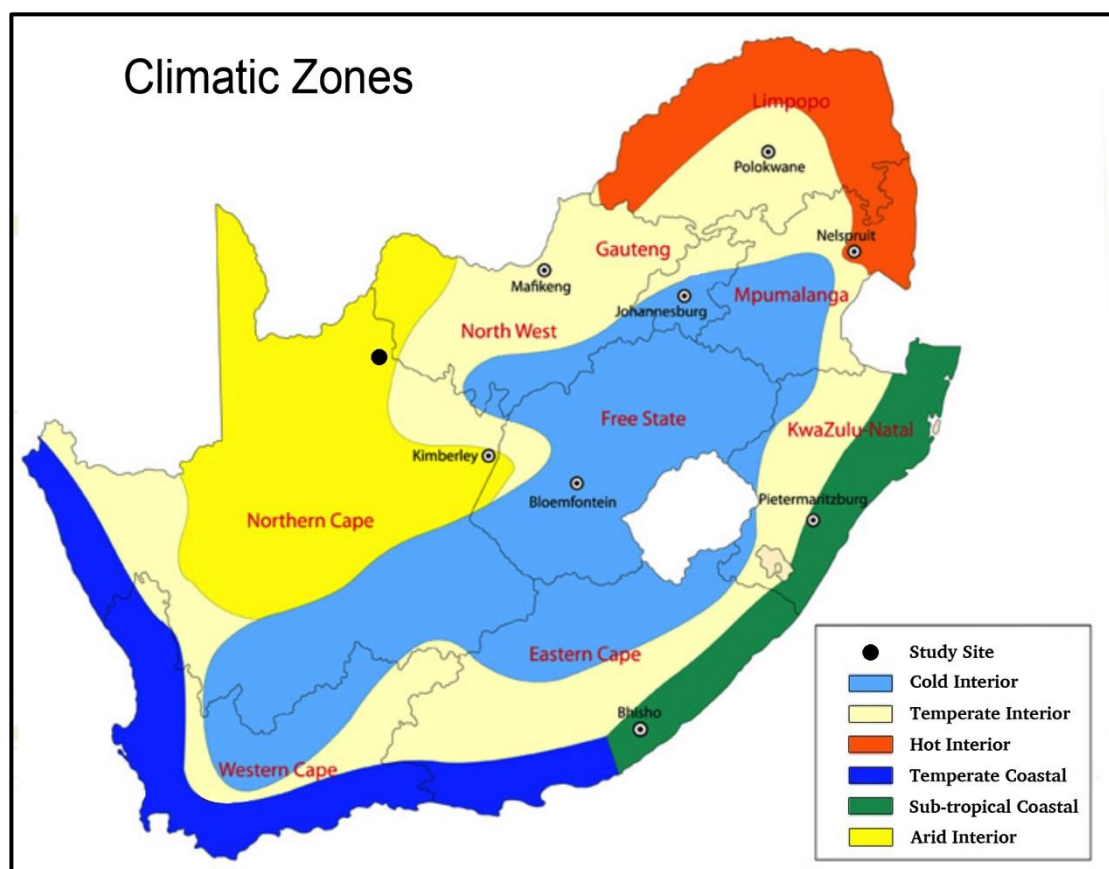 Climatic Zones
Limpopo
Polokwane
Nelspruit
Gauteng
Mafikeng
Johannesburg
Mpumalanga
North West
Free State
KwaZulu-Natal
Kimberley
Bloemfontein
Pietermaritzburg
Northern Cape
Eastern Cape
Bhisho
Western Cape
Study Site
Cold Interior
Temperate Interior
Hot Interior
Temperate Coastal
Sub-tropical Coastal
Arid Interior